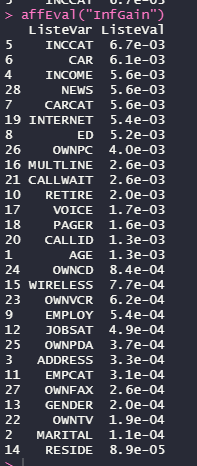 > affEval("InfGain")
ListeVar ListeVal
5 INCCAT 6.7e-03
6 CAR 6.1e-03
4 INCOME 5.6e-03
28 NEWS 5.6e-03
7 CARCAT 5.6e-03
19 INTERNET 5.4e-03
8 ED 5.2e-03
26 OWNPC 4.0e-03
16 MULTLINE 2.6e-03
21 CALLWAIT 2.6e-03
10 RETIRE 2.0e-03
17 VOICE 1.7e-03
18 PAGER 1.6e-03
20 CALLID 1.3e-03
1 AGE 1.3e-03
24 OWNCD 8.4e-04
15 WIRELESS 7.7e-04
23 OWNVCR 6.2e-04
9 EMPLOY 5.4e-04
12 JOBSAT 4.9e-04
25 OWNPDA 3.7e-04
3 ADDRESS 3.3e-04
11 EMPCAT 3.1e-04
27 OWNFAX 2.6e-04
13 GENDER 2.0e-04
22 OWNTV 1.9e-04
2 MARITAL 1.1e-04
14 RESIDE 8.9e-05
>